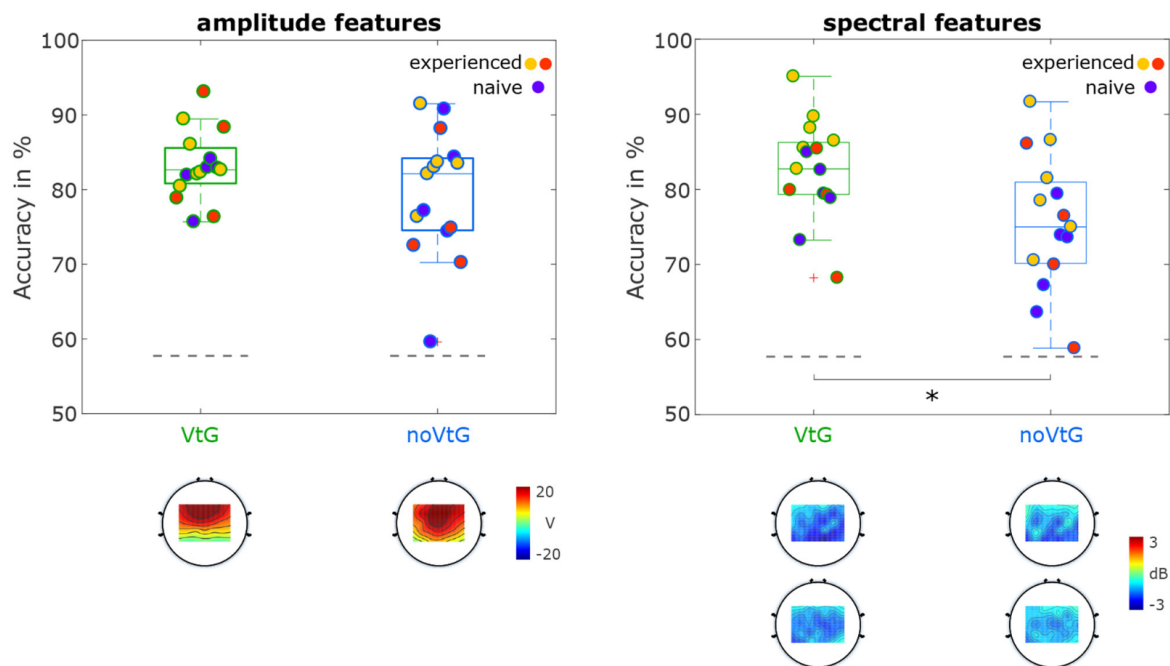 amplitude features
100
90
80
70
60
50
Accuracy in %
experienced
naive
VtG
noVtG
20
V
-20
spectral features
100
90
80
70
60
50
Accuracy in %
experienced
naive
*
VtG
noVtG
3
dB
-3